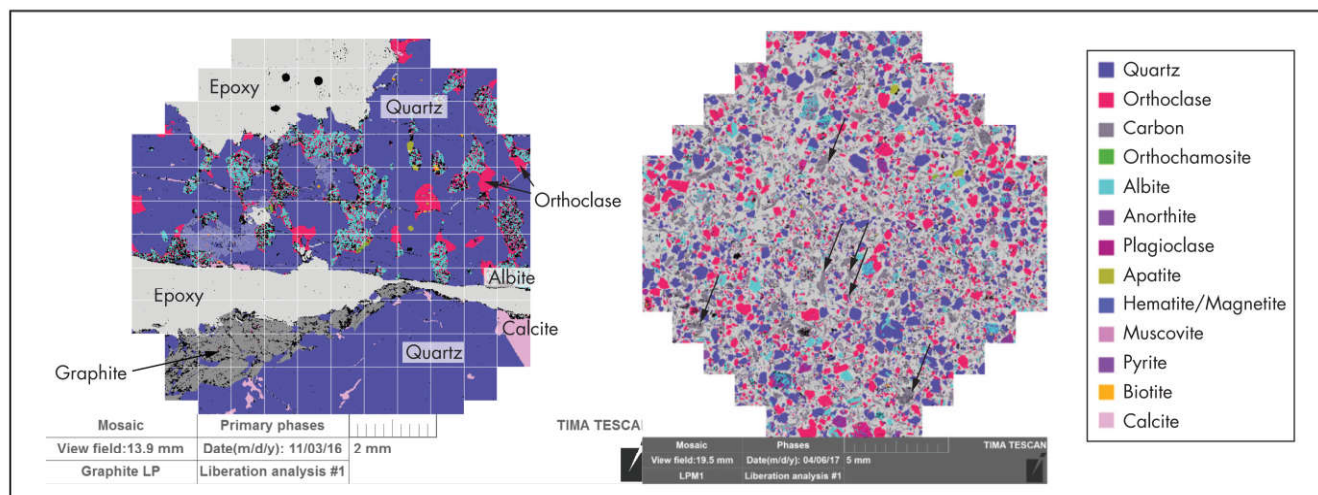 Epoxy
Quartz
Orthoclase
Albite
Epoxy
Calcite
Quartz
Graphite
Mosaic Primary phases TIMA TESCAN
View field:13.9 mm Date(m/d/y): 11/03/16 2 mm
Graphite LP Liberation analysis #1
Mosaic Phases TIMA TESCAN
View field:19.5 mm Date(m/d/y): 04/06/17 5 mm
LPM1 Liberation analysis #1
Quartz
Orthoclase
Carbon
Orthochamosite
Albite
Anorthite
Plagioclase
Apatite
Hematite/Magnetite
Muscovite
Pyrite
Biotite
Calcite